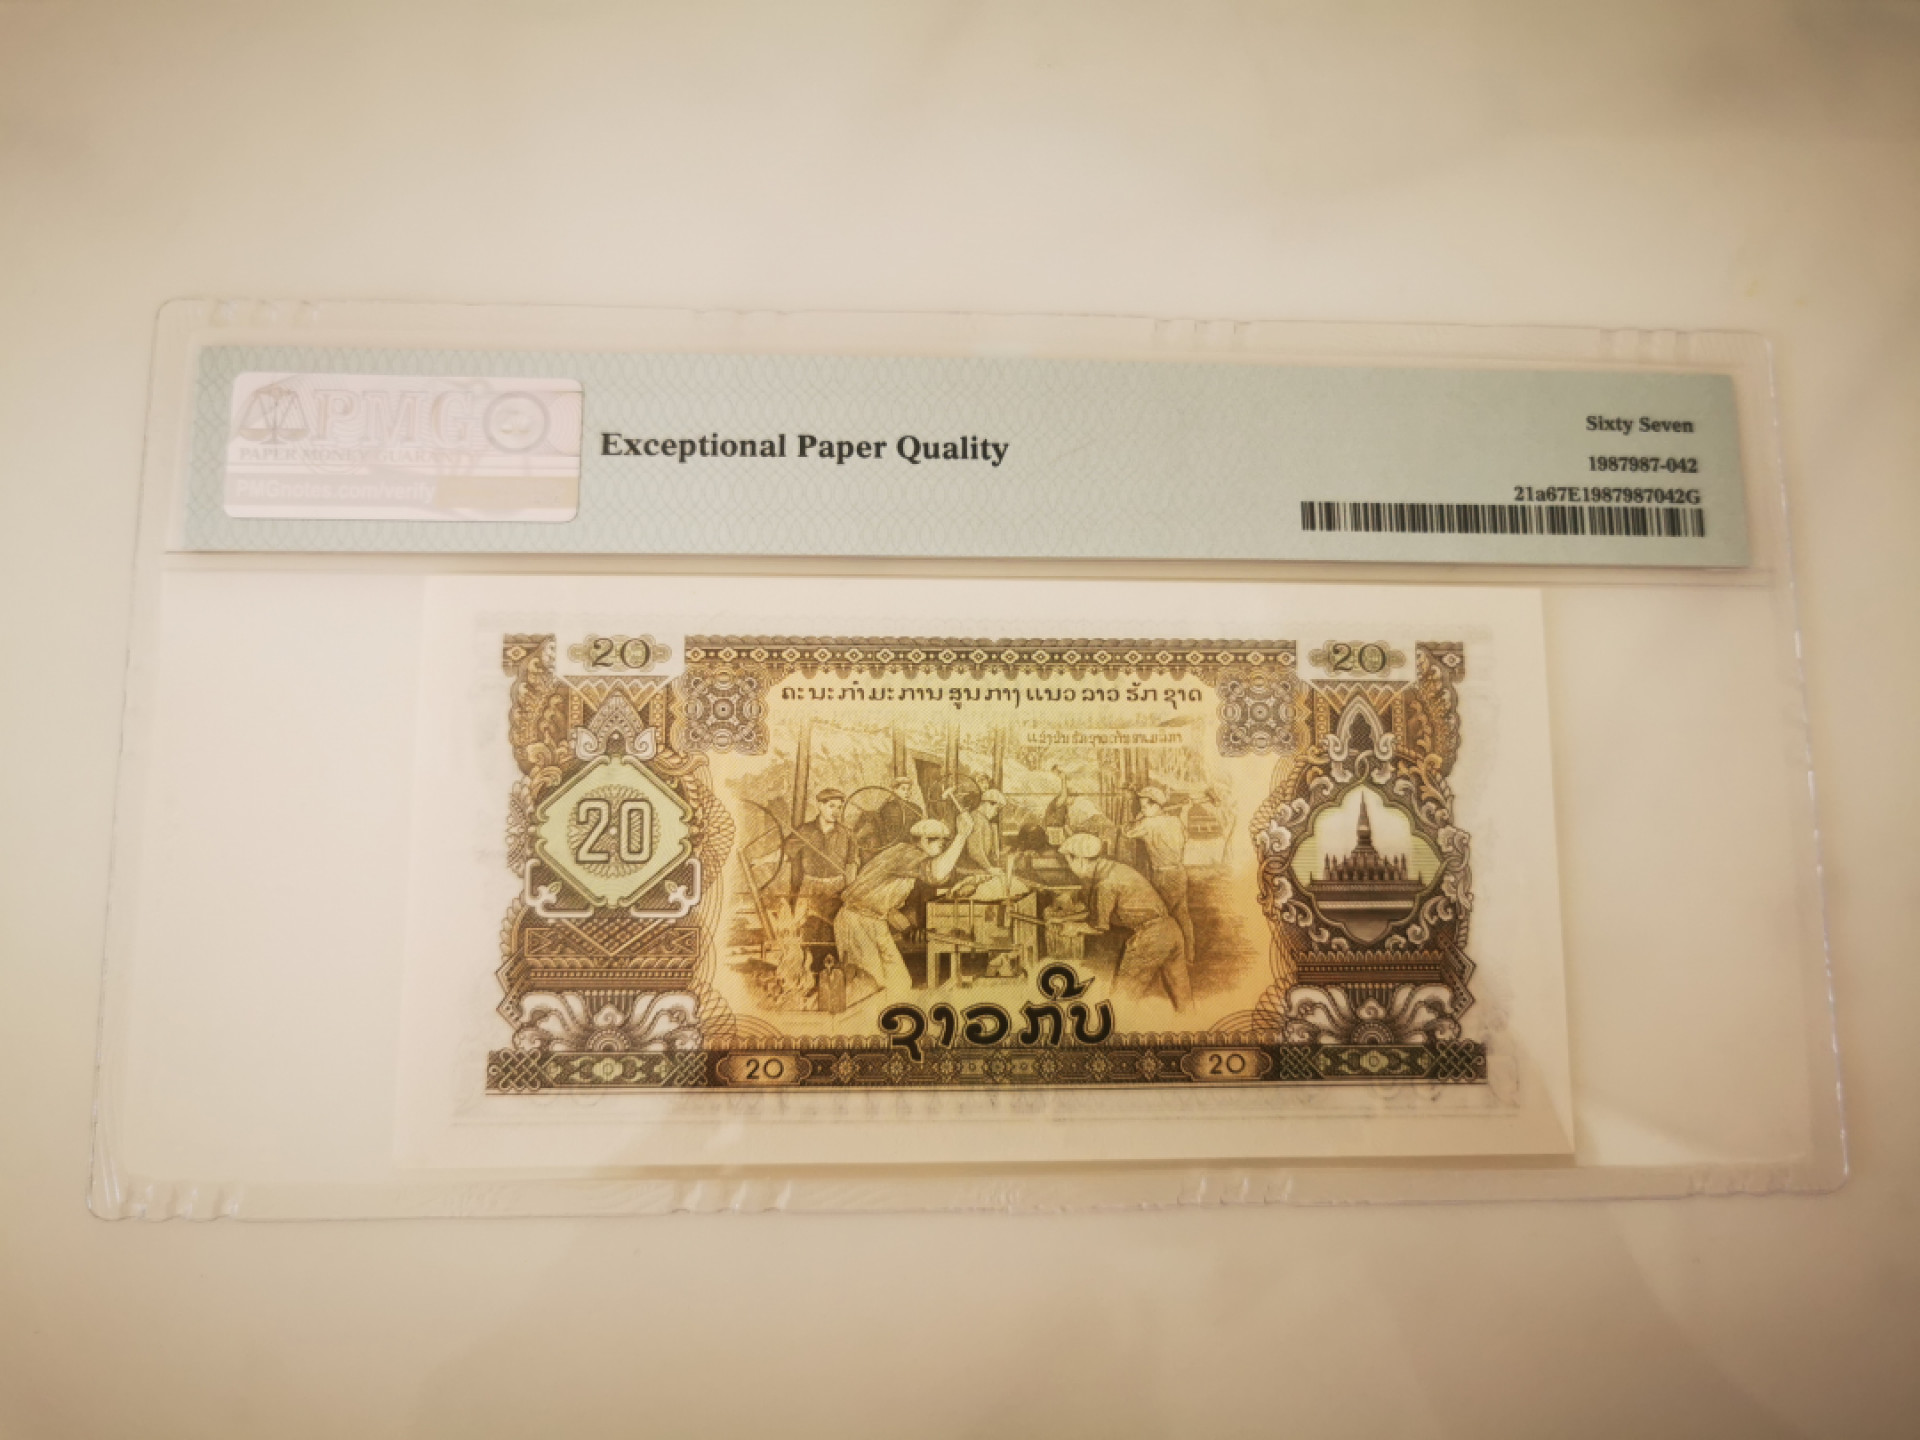 PMG
PAPER MONEY GUARANTY
PMGnotes.com/verify
Exceptional Paper Quality
Sixty Seven
1987987-042
21a67E1987987042G
20
20
ຄະນະກຳມະການສູນກາງແນວລາວຮັກຊາດ
20
ຊາວກີບ
20
20